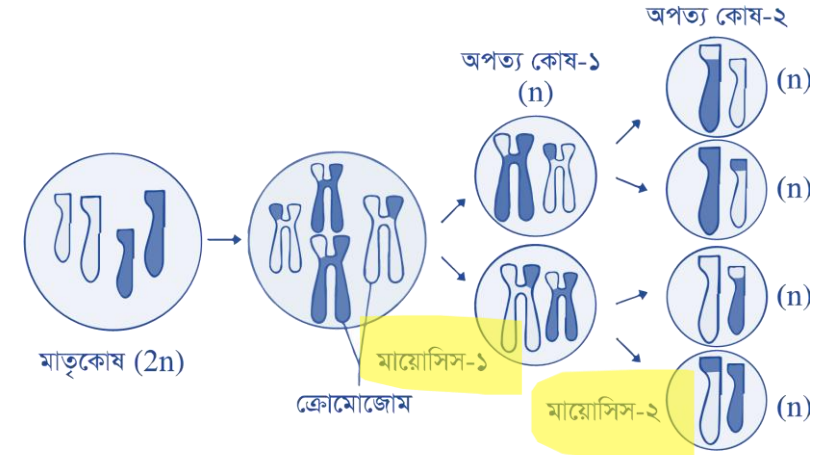 অপত্য কোষ-২
অপত্য কোষ-১
(n)
(n)
(n)
(n)
(n)
মাতৃকোষ (2n)
মায়োসিস-১
ক্রোমোজোম
মায়োসিস-২